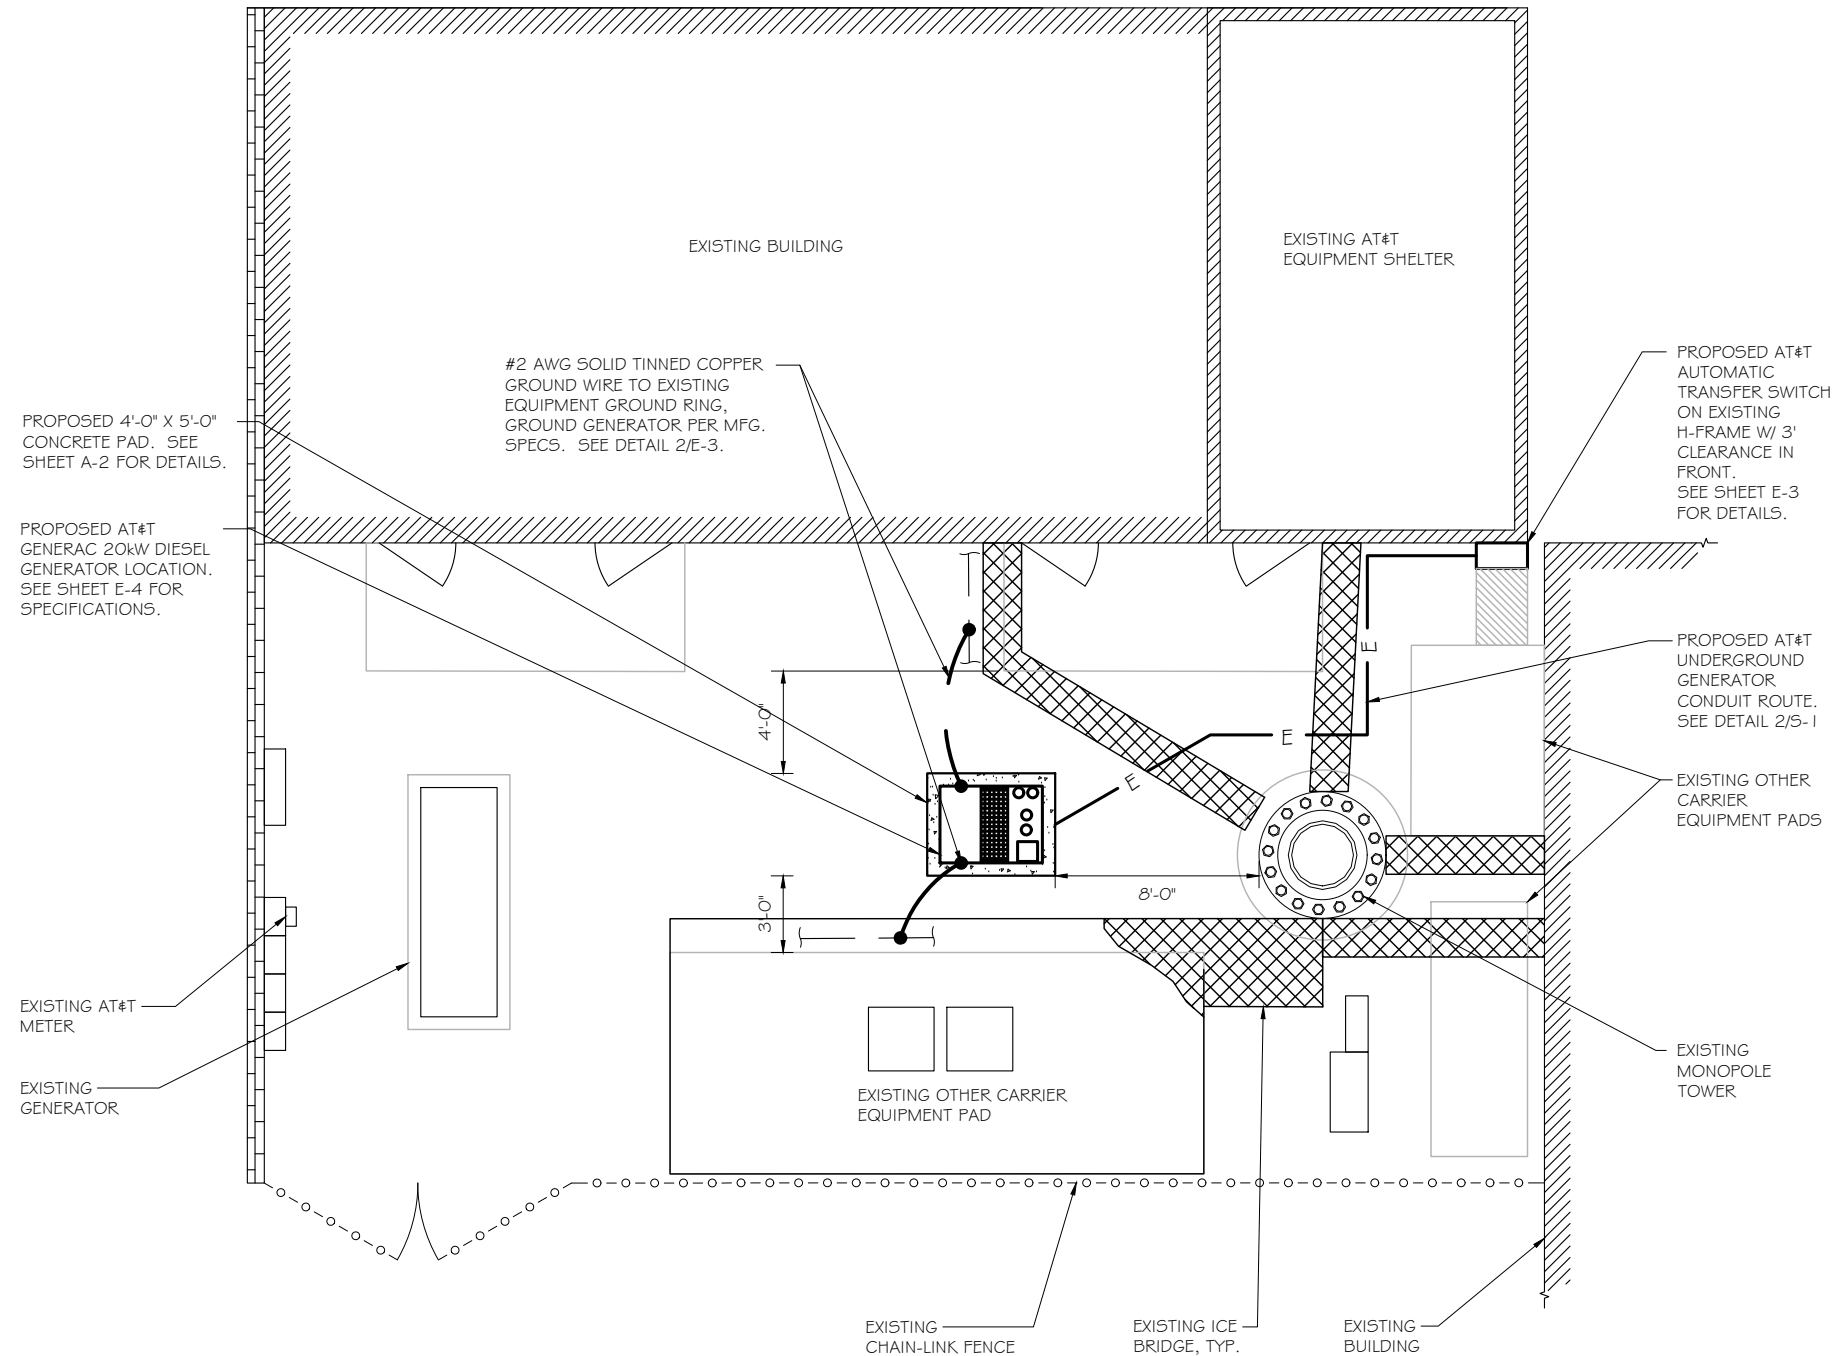 EXISTING BUILDING
EXISTING AT&T
EQUIPMENT SHELTER
#2 AWG SOLID TINNED COPPER
GROUND WIRE TO EXISTING
EQUIPMENT GROUND RING,
GROUND GENERATOR PER MFG.
SPECS. SEE DETAIL 2/E-3.
PROPOSED 4'-0" X 5'-0"
CONCRETE PAD. SEE
SHEET A-2 FOR DETAILS.
PROPOSED AT&T
GENERAC 20kW DIESEL
GENERATOR LOCATION.
SEE SHEET E-4 FOR
SPECIFICATIONS.
PROPOSED AT&T
AUTOMATIC
TRANSFER SWITCH
ON EXISTING
H-FRAME W/ 3'
CLEARANCE IN
FRONT.
SEE SHEET E-3
FOR DETAILS.
PROPOSED AT&T
UNDERGROUND
GENERATOR
CONDUIT ROUTE.
SEE DETAIL 2/S-1
E
E
E
4'-0"
8'-0"
3'-0"
EXISTING OTHER
CARRIER
EQUIPMENT PADS
EXISTING AT&T
METER
EXISTING
GENERATOR
EXISTING OTHER CARRIER
EQUIPMENT PAD
EXISTING
MONOPOLE
TOWER
EXISTING
CHAIN-LINK FENCE
EXISTING ICE
BRIDGE, TYP.
EXISTING
BUILDING